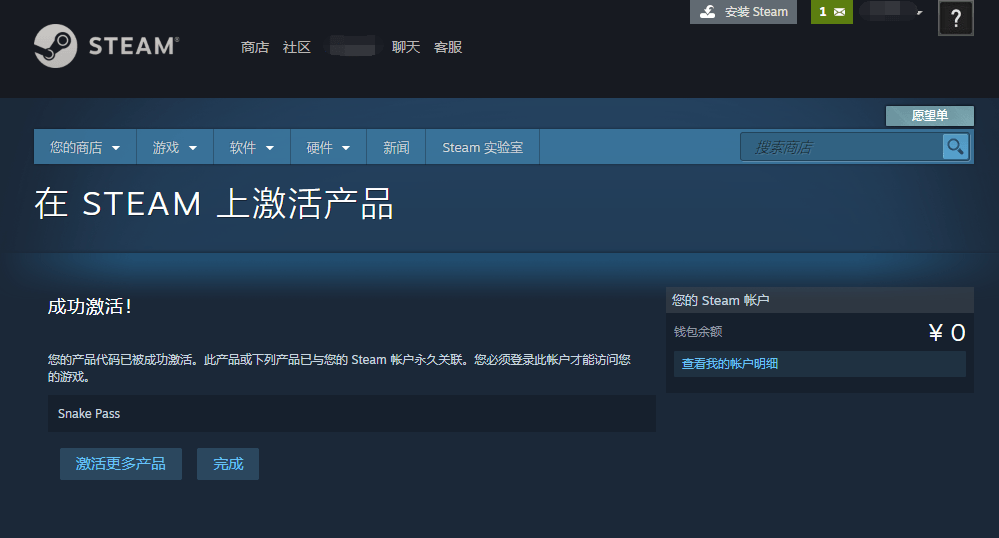 安装 Steam
1
?
STEAM®
商店 社区 聊天 客服
愿望单
您的商店 游戏 软件 硬件 新闻 Steam 实验室 搜索商店
在 STEAM 上激活产品
成功激活！
您的 Steam 帐户
钱包余额 ¥ 0
查看我的帐户明细
您的产品代码已被成功激活。此产品或下列产品已与您的 Steam 帐户永久关联。您必须登录此帐户才能访问您
的游戏。
Snake Pass
激活更多产品 完成